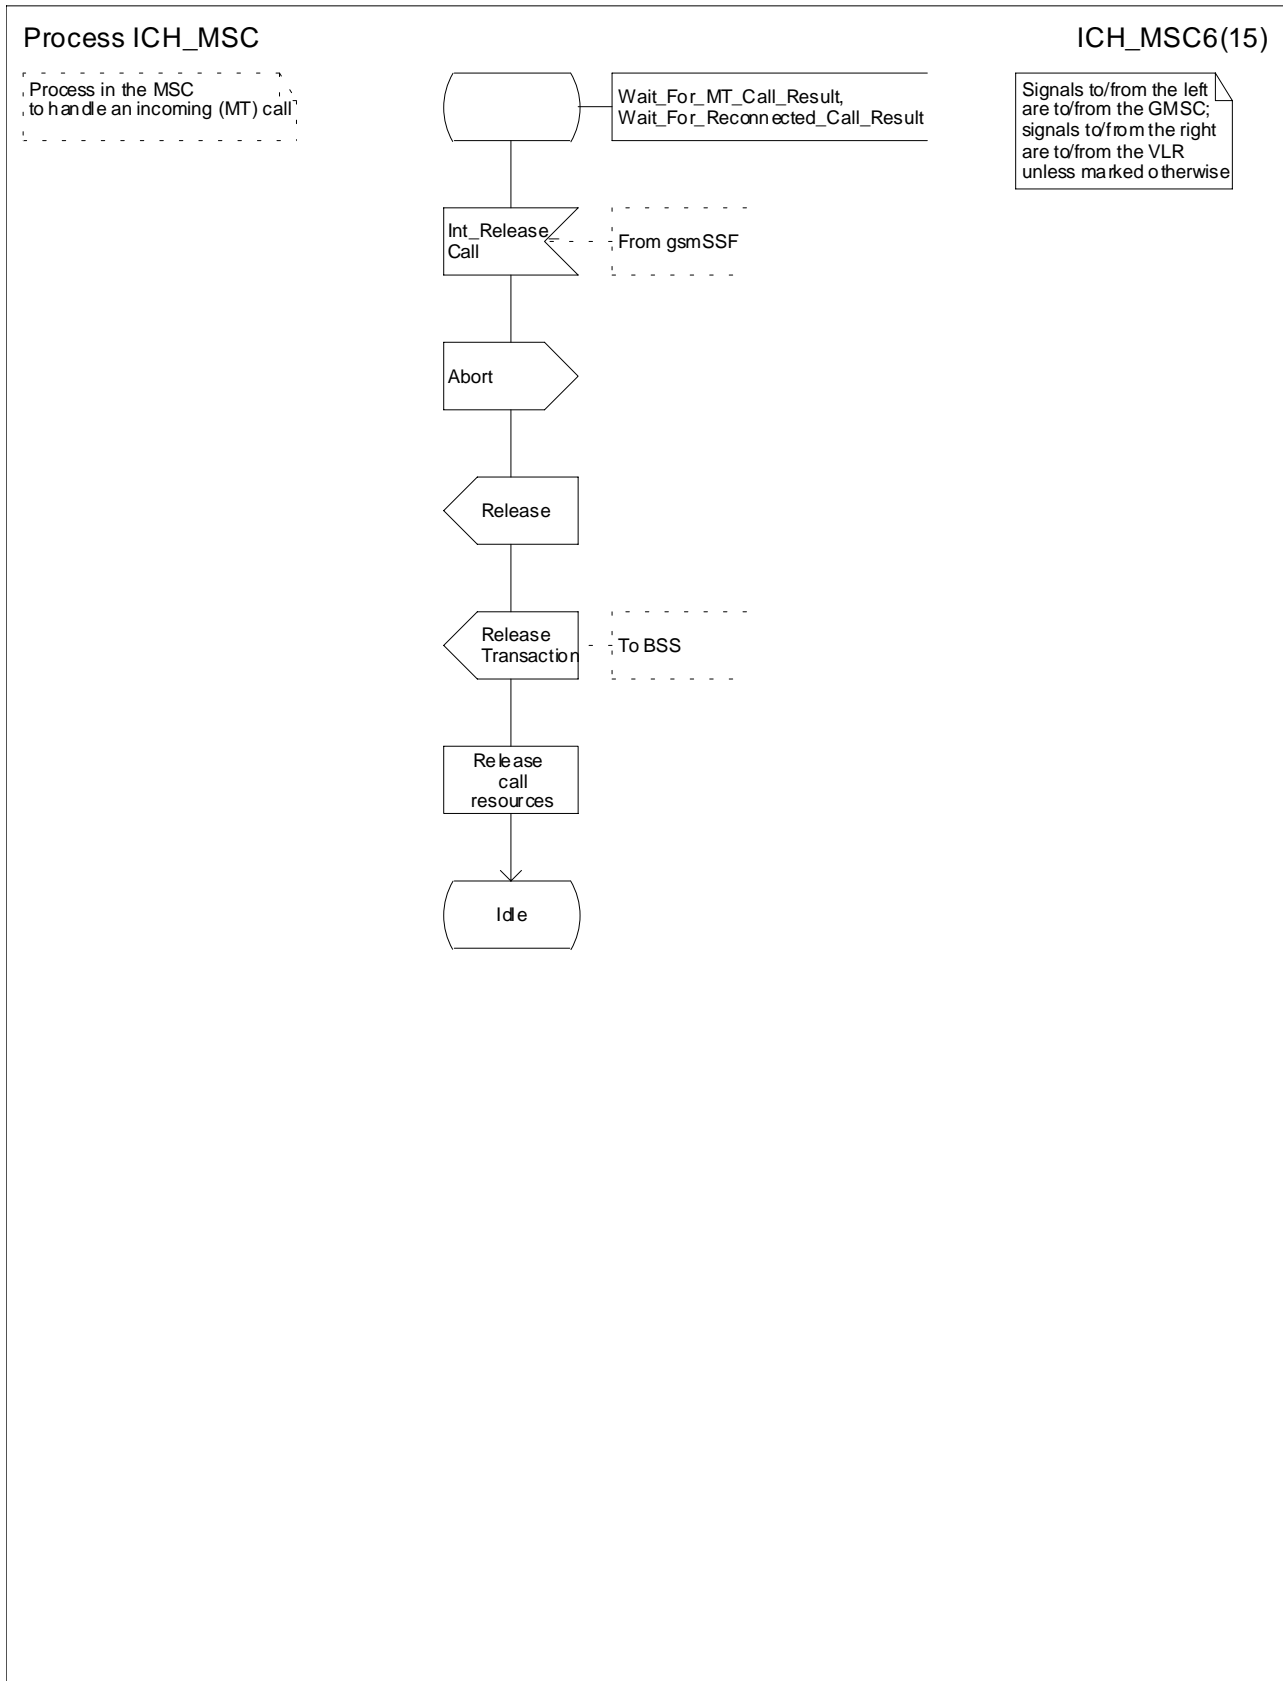 Process ICH_MSC
ICH_MSC6(15)
Process in the MSC
to handle an incoming (MT) call
Wait_For_MT_Call_Result,
Wait_For_Reconnected_Call_Result
Signals to/from the left
are to/from the GMSC;
signals to/from the right
are to/from the VLR
unless marked otherwise
Int_Release_
Call
From gsmSSF
Abort
Release
Release
Transaction
To BSS
Release
call
resources
Idle